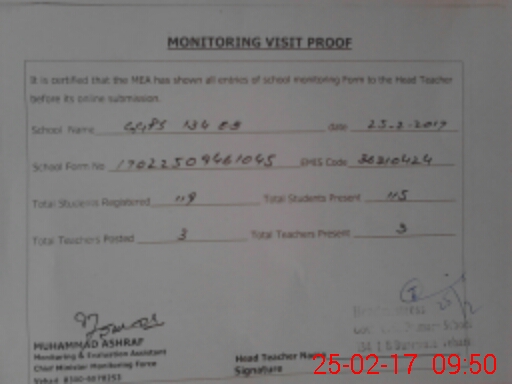 MONITORING VISIT PROOF
It is certified that the MEA has shown all entries of school monitoring Form to the Head Teacher
before its online submission.
School Name GGPS 134 EB date 25-2-2017
School Form No 17022509461045 EMIS Code 36210424
Total Students Registered 119 Total Students Present 115
Total Teachers Posted 3 Total Teachers Present 3
MUHAMMAD ASHRAF
Monitoring & Evaluation Assistant
Chief Minister Monitoring Force
Head Teacher Name
Signature
25-02-17 09:50